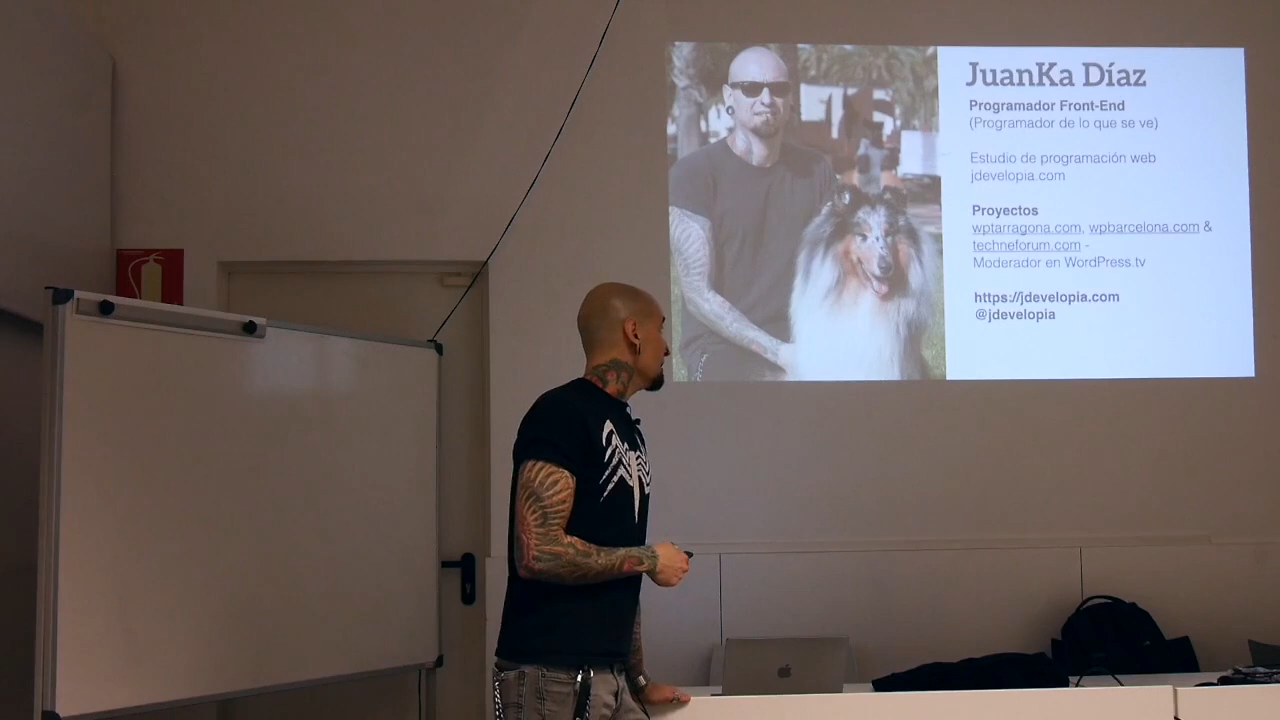 JuanKa Díaz
Programador Front-End
(Programador de lo que se ve)
Estudio de programación web
jdevelopia.com
Proyectos
wptarragona.com, wpbarcelona.com &
techneforum.com -
Moderador en WordPress.tv
https://jdevelopia.com
@jdevelopia